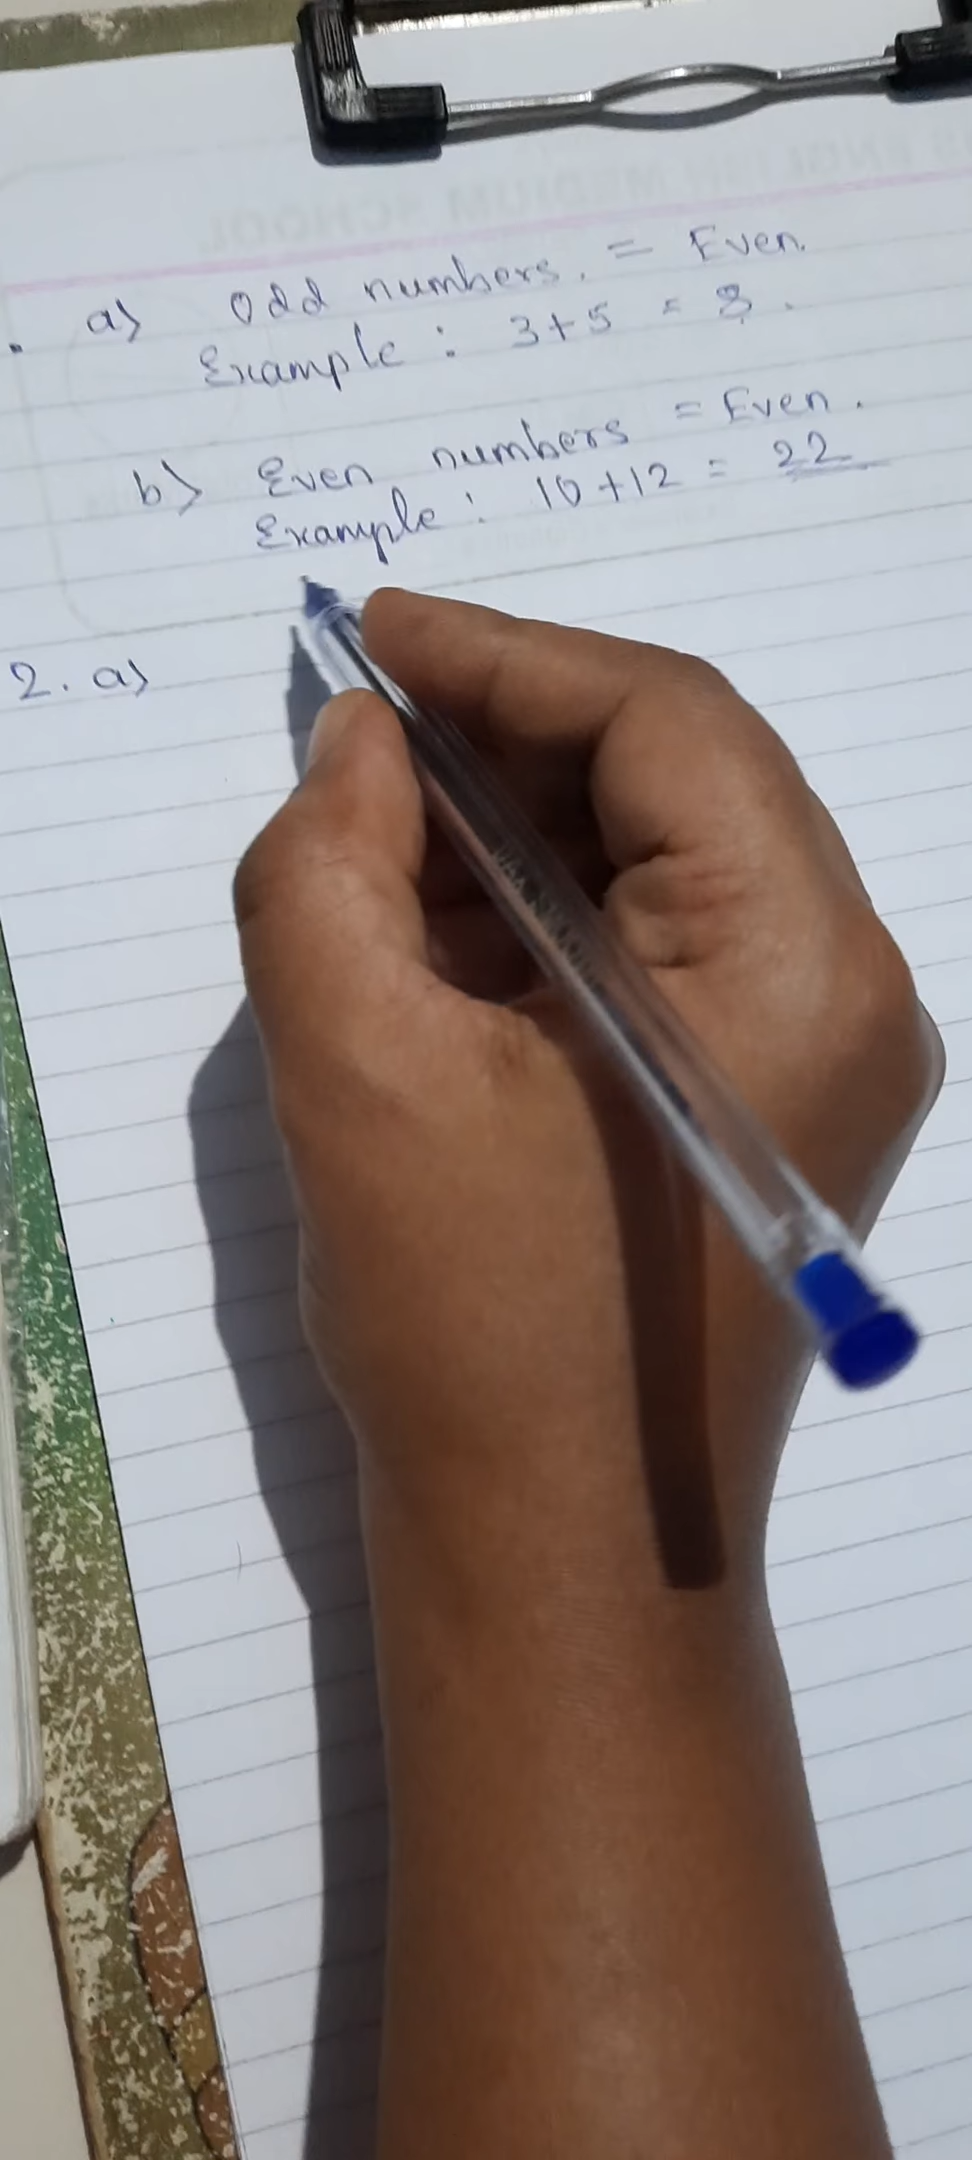 a) Odd numbers. = Even.
Example : 3+5 = 8.
b) Even numbers = Even.
Example : 10+12 = 22
2. a)